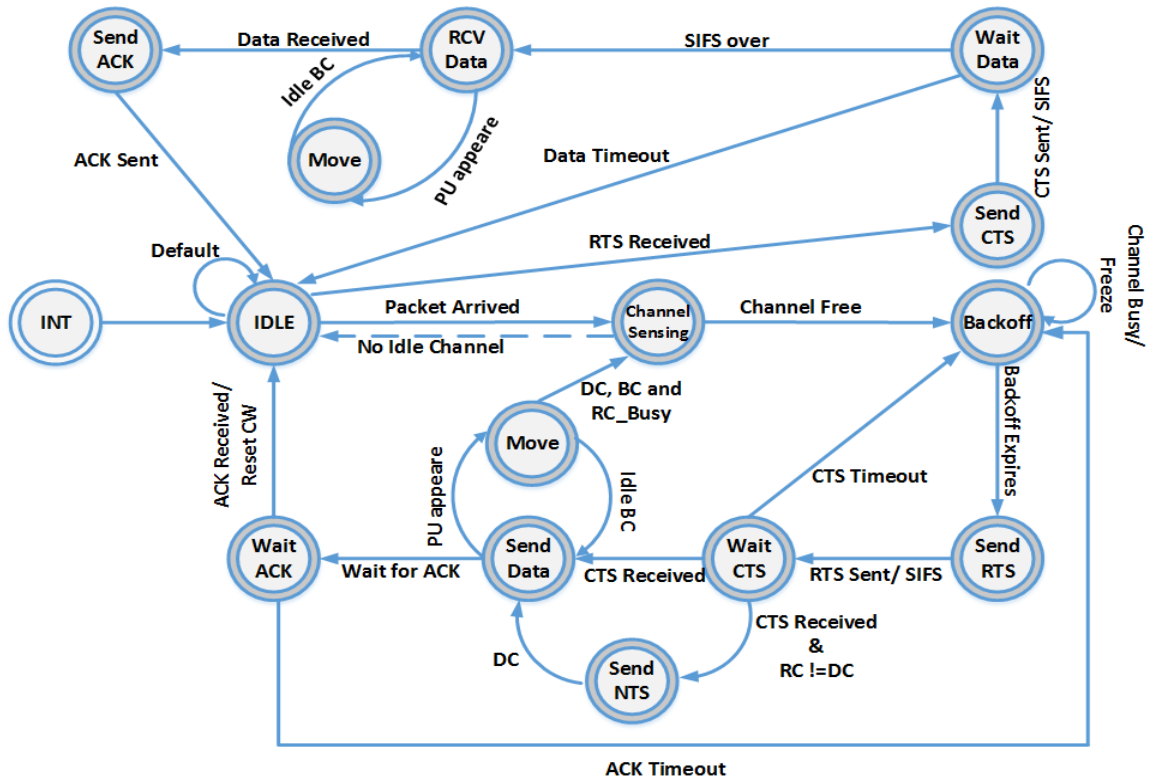 Send
ACK
Data Received
RCV
Data
SIFS over
Wait
Data
Idle BC
Move
PU appeare
ACK Sent
Data Timeout
CTS Sent/ SIFS
Send
CTS
RTS Received
Default
Channel Busy/
Freeze
INT
IDLE
Packet Arrived
No Idle Channel
Channel
Sensing
Channel Free
Backoff
DC, BC and
RC_Busy
Move
ACK Received/
Reset CW
PU appeare
Idle BC
CTS Timeout
Backoff Expires
Wait
ACK
Wait for ACK
Send
Data
CTS Received
Wait
CTS
RTS Sent/ SIFS
Send
RTS
DC
Send
NTS
CTS Received
&
RC !=DC
ACK Timeout